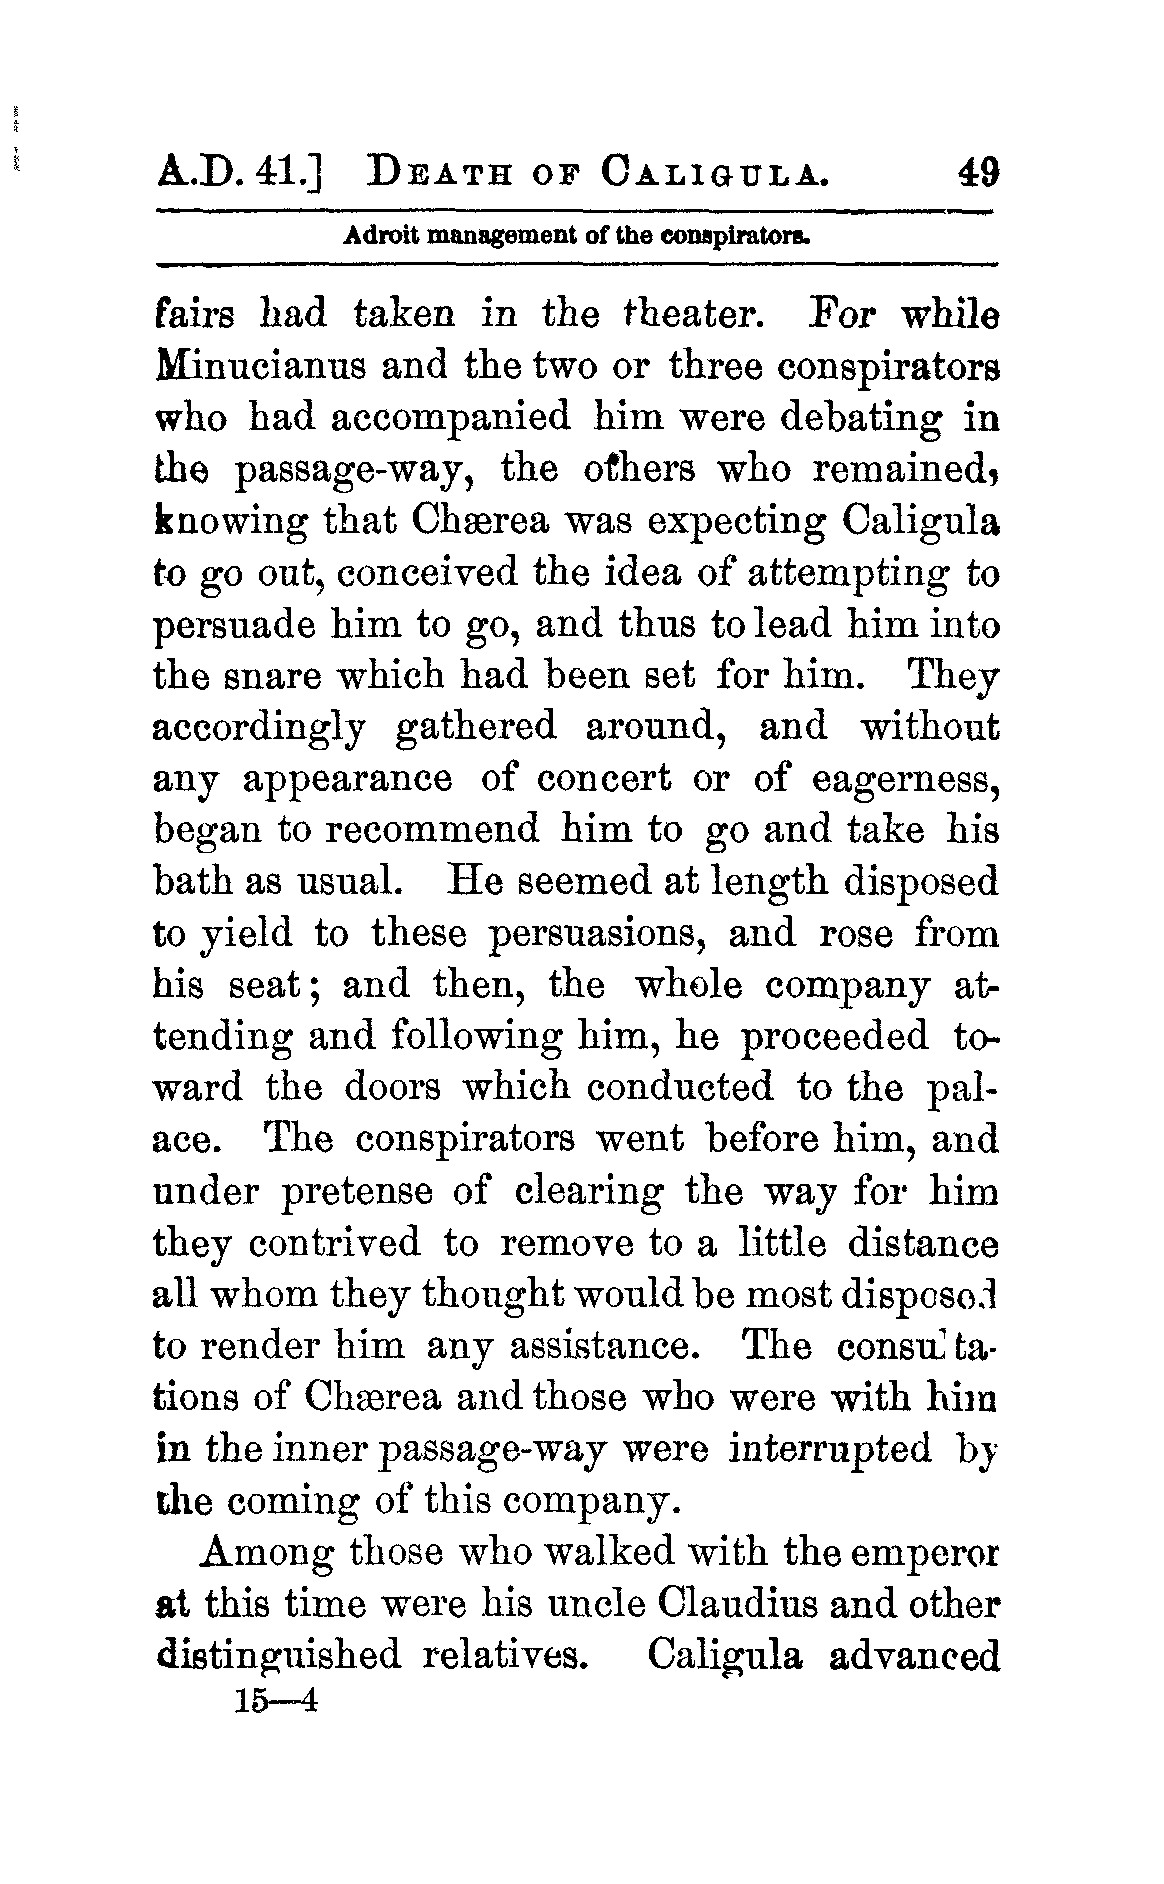 A.D. 41.] DEATH OF CALIGULA. 49
Adroit management of the conspirators.
fairs had taken in the theater. For while
Minucianus and the two or three conspirators
who had accompanied him were debating in
the passage-way, the others who remained,
knowing that Chærea was expecting Caligula
to go out, conceived the idea of attempting to
persuade him to go, and thus to lead him into
the snare which had been set for him. They
accordingly gathered around, and without
any appearance of concert or of eagerness,
began to recommend him to go and take his
bath as usual. He seemed at length disposed
to yield to these persuasions, and rose from
his seat; and then, the whole company at-
tending and following him, he proceeded to-
ward the doors which conducted to the pal-
ace. The conspirators went before him, and
under pretense of clearing the way for him
they contrived to remove to a little distance
all whom they thought would be most disposed
to render him any assistance. The consulta-
tions of Chærea and those who were with him
in the inner passage-way were interrupted by
the coming of this company.
Among those who walked with the emperor
at this time were his uncle Claudius and other
distinguished relatives. Caligula advanced
15—4